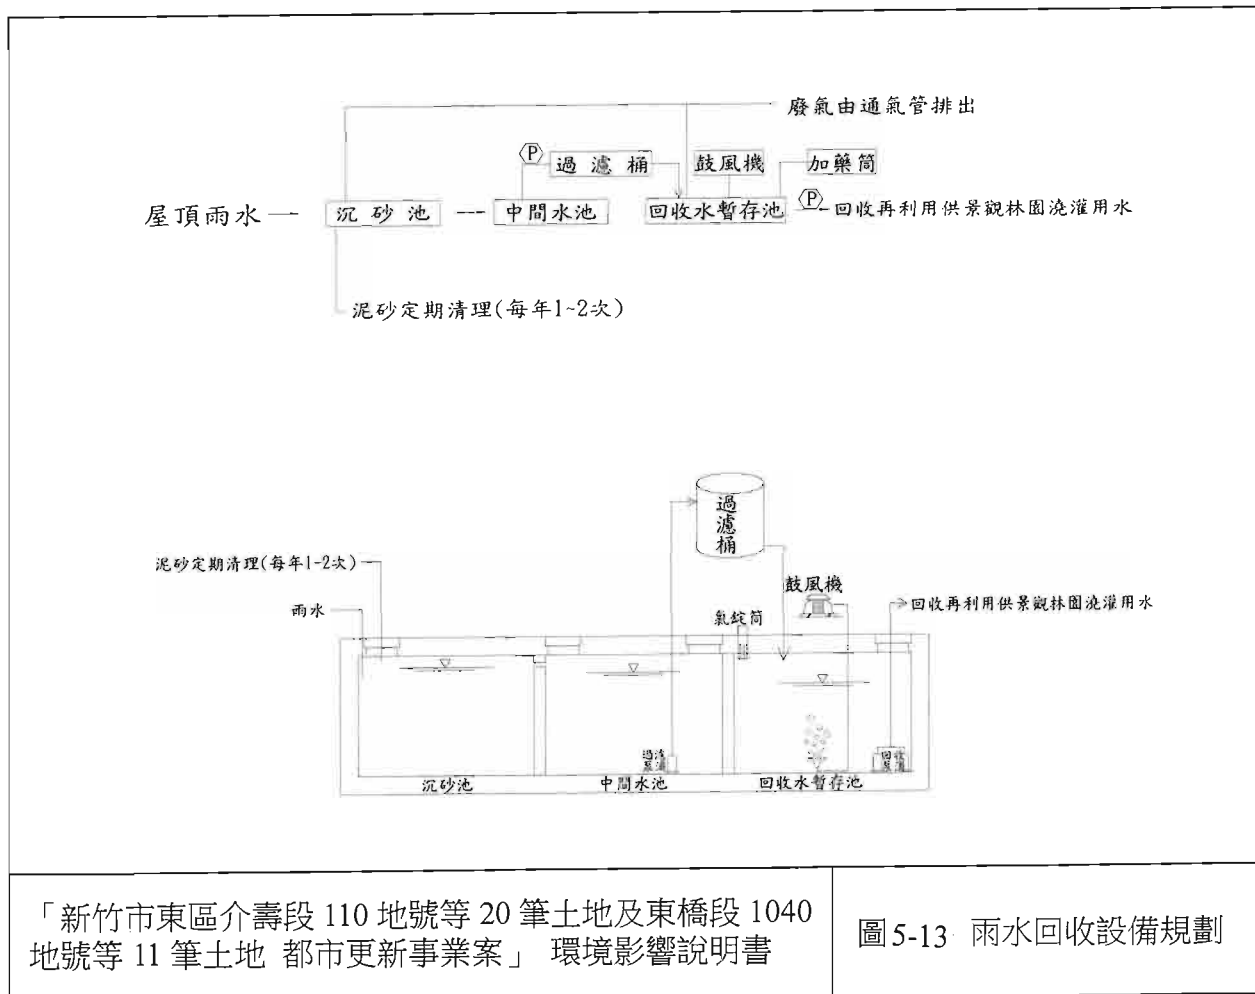 廢氣由通氣管排出
P 過濾桶 鼓風機 加藥筒
屋頂雨水 沉砂池 中間水池 回收水暫存池 P 回收再利用供景觀林園澆灌用水
泥砂定期清理(每年1~2次)
過濾桶
泥砂定期清理(每年1-2次)
鼓風機
雨水
氯錠筒
回收再利用供景觀林園澆灌用水
沉砂池 中間水池 回收水暫存池
「新竹市東區介壽段 110 地號等 20 筆土地及東橋段 1040
地號等 11 筆土地 都市更新事業案」 環境影響說明書
圖5-13 雨水回收設備規劃